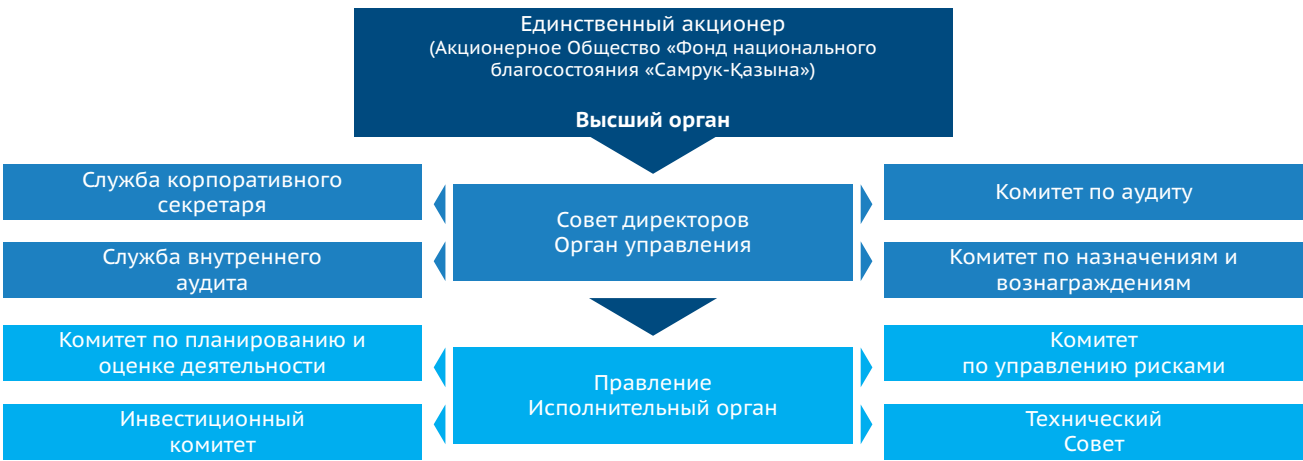 Единственный акционер
(Акционерное Общество «Фонд национального
благосостояния «Самрук-Қазына»)
Высший орган
Служба корпоративного
секретаря
Совет директоров
Орган управления
Комитет по аудиту
Служба внутреннего
аудита
Комитет по назначениям и
вознаграждениям
Комитет по планированию и
оценке деятельности
Правление
Исполнительный орган
Комитет
по управлению рисками
Инвестиционный
комитет
Технический
Совет